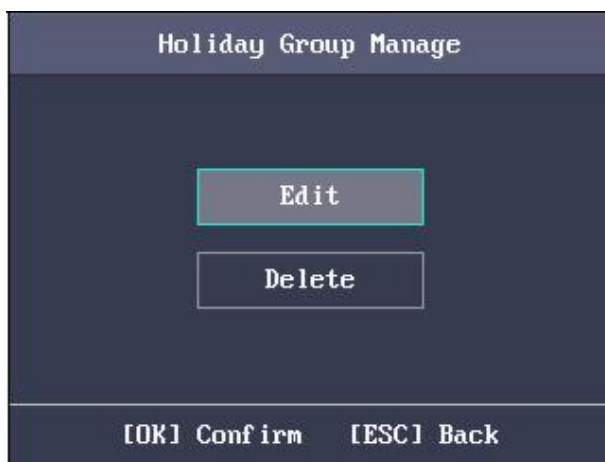 Holiday Group Manage
Edit
Delete
[OK] Confirm [ESC] Back